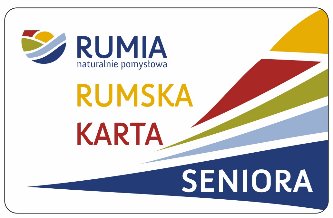 RUMIA
naturalnie pomysłowa
RUMSKA
KARTA
SENIORA